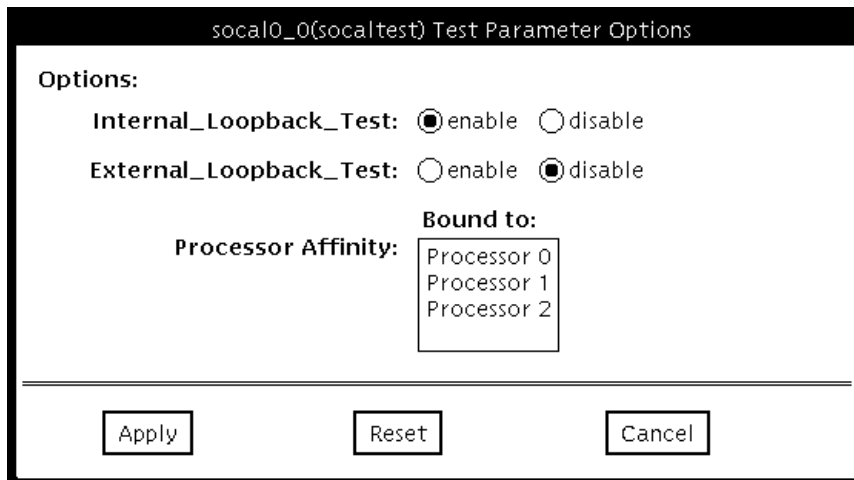 socal0_0(socaltest) Test Parameter Options
Options:
Internal_Loopback_Test: enable disable
External_Loopback_Test: enable disable
Bound to:
Processor Affinity:
Processor 0
Processor 1
Processor 2
Apply Reset Cancel